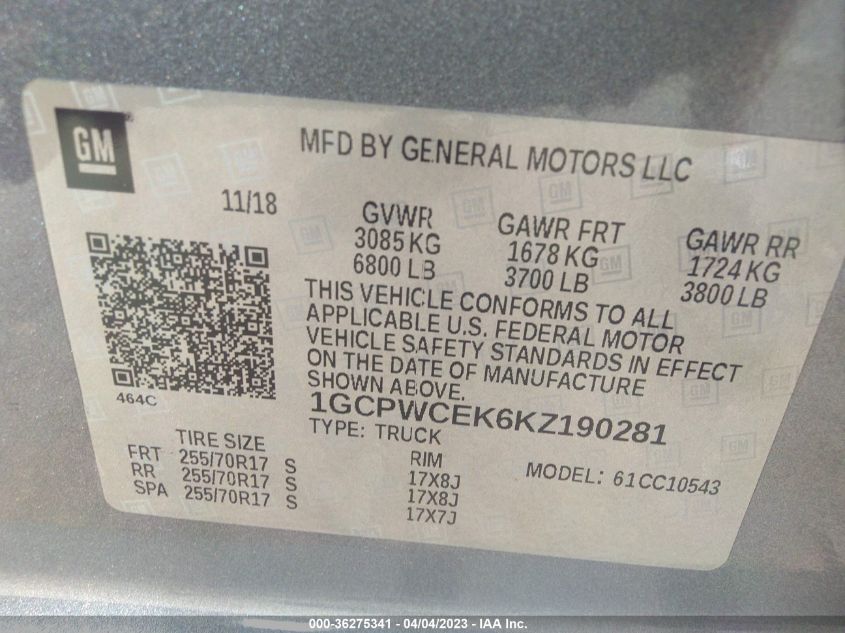 GM
MFD BY GENERAL MOTORS LLC
11/18
GVWR
3085 KG
6800 LB
GAWR FRT
1678 KG
3700 LB
GAWR RR
1724 KG
3800 LB
THIS VEHICLE CONFORMS TO ALL
APPLICABLE U.S. FEDERAL MOTOR
VEHICLE SAFETY STANDARDS IN EFFECT
ON THE DATE OF MANUFACTURE
SHOWN ABOVE.
464C
1GCPWCEK6KZ190281
TYPE: TRUCK
TIRE SIZE
RIM
MODEL: 61CC10543
FRT 255/70R17 S 17X8J
RR 255/70R17 S 17X8J
SPA 255/70R17 S 17X7J
000-36275341 - 04/04/2023 - IAA Inc.